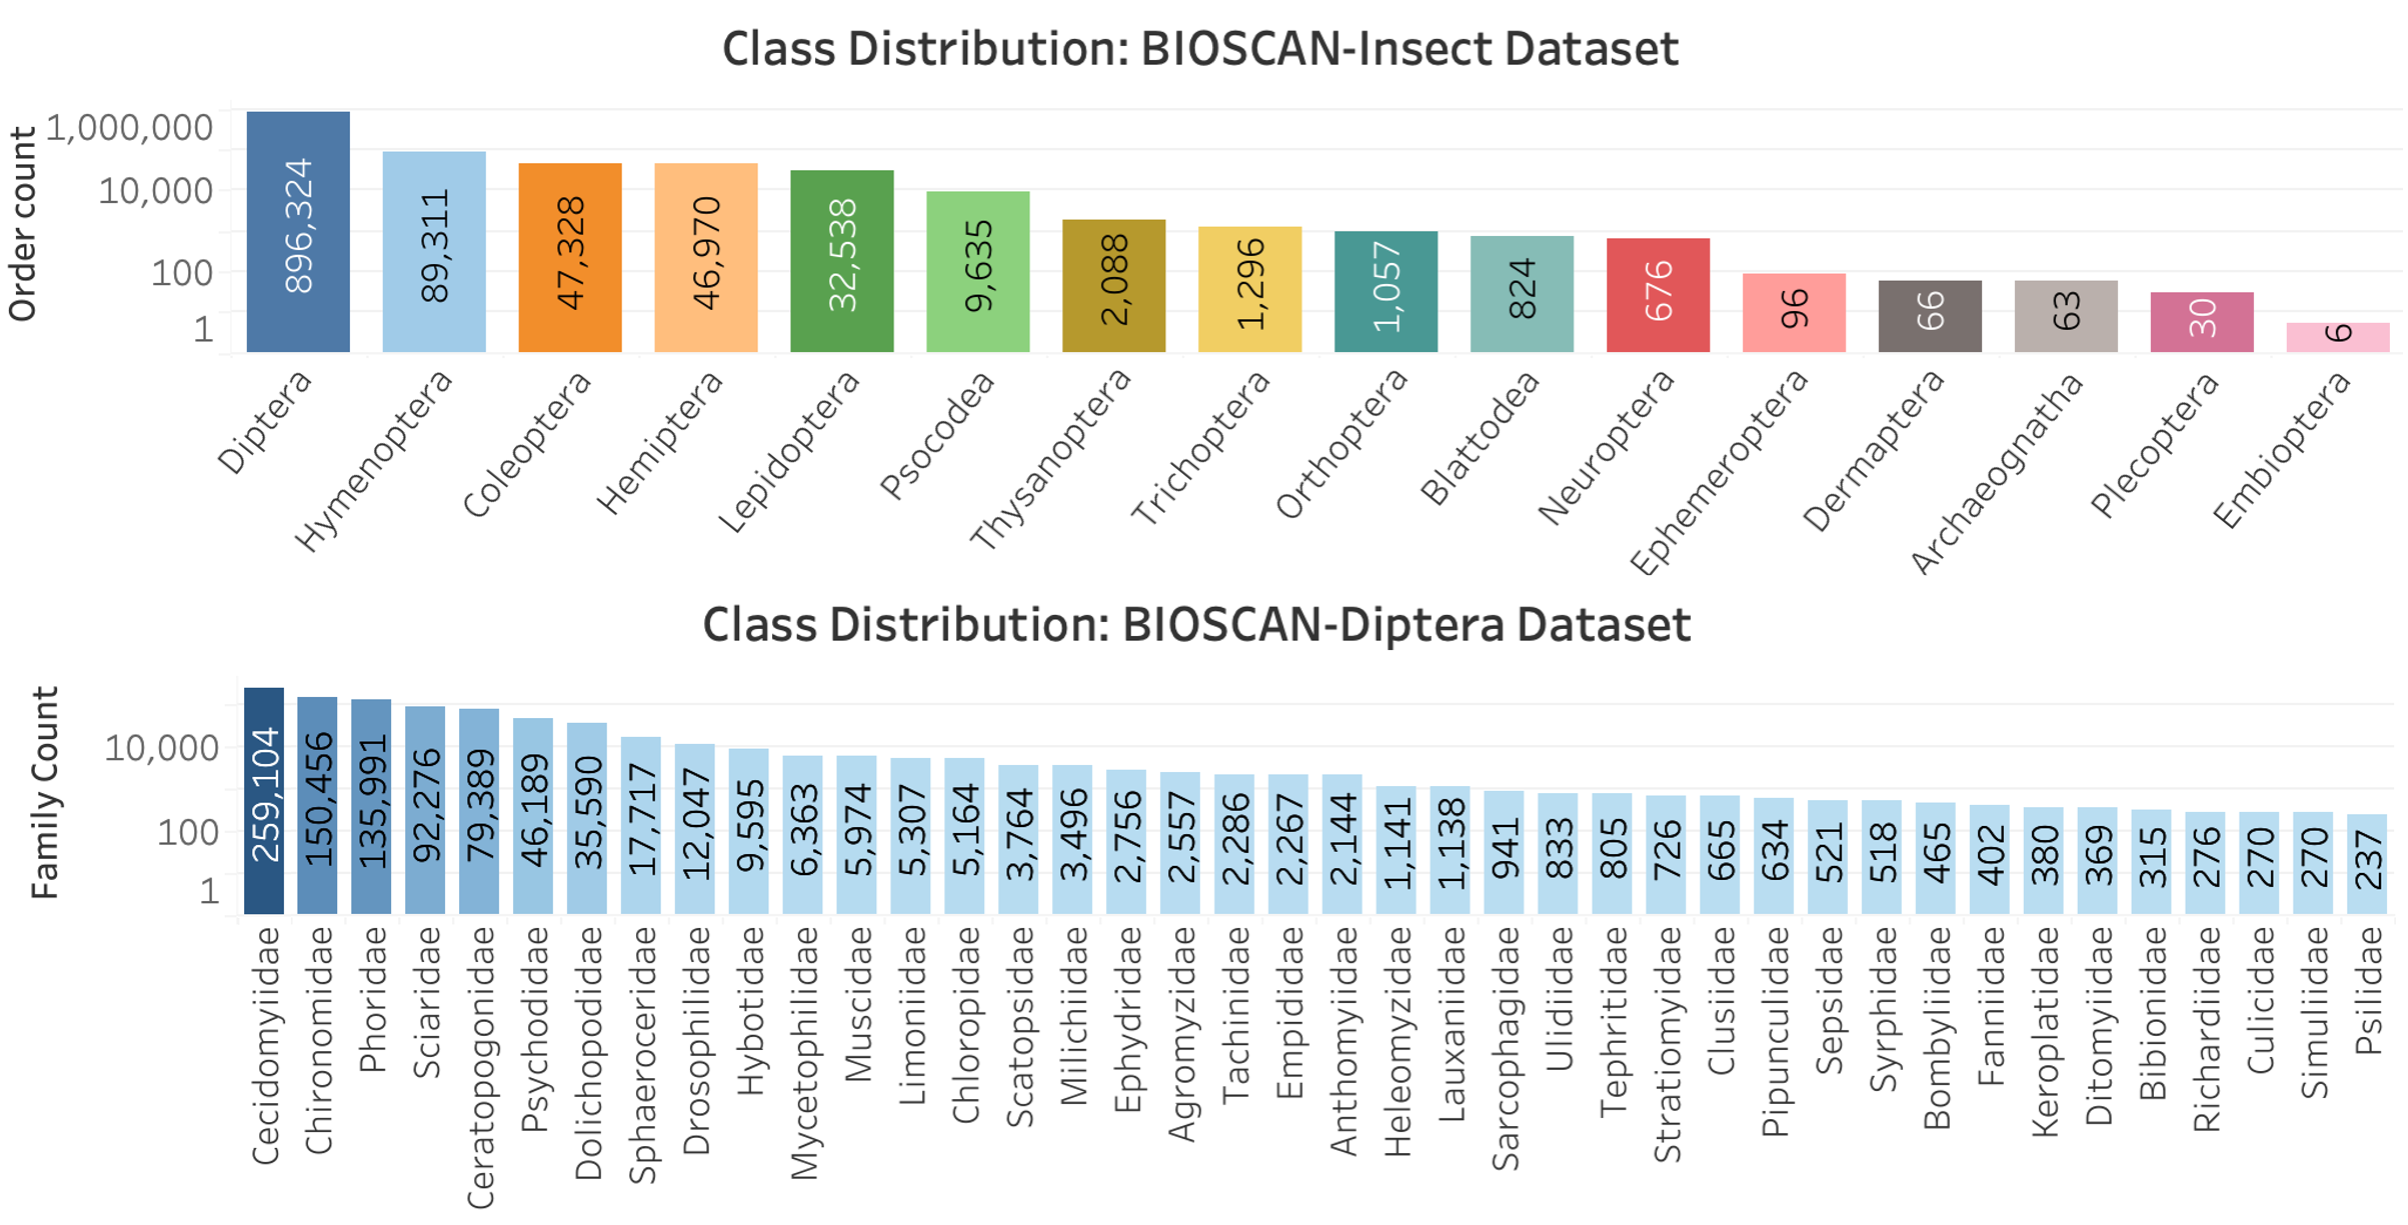 Class Distribution: BIOSCAN-Insect Dataset
Order count
1,000,000
10,000
100
1
896,324
89,311
47,328
46,970
32,538
9,635
2,088
1,296
1,057
824
676
96
66
63
30
6
Diptera
Hymenoptera
Coleoptera
Hemiptera
Lepidoptera
Psocodea
Thysanoptera
Trichoptera
Orthoptera
Blattodea
Neuroptera
Ephemeroptera
Dermaptera
Archaeognatha
Plecoptera
Embioptera
Class Distribution: BIOSCAN-Diptera Dataset
Family Count
10,000
100
1
259,104
150,456
135,991
92,276
79,389
46,189
35,590
17,717
12,047
9,595
6,363
5,974
5,307
5,164
3,764
3,496
2,756
2,557
2,286
2,267
2,144
1,141
1,138
941
833
805
726
665
634
521
518
465
402
380
369
315
276
270
270
237
Cecidomyiidae
Chironomidae
Phoridae
Sciaridae
Ceratopogonidae
Psychodidae
Dolichopodidae
Sphaeroceridae
Drosophilidae
Hybotidae
Mycetophilidae
Muscidae
Limoniidae
Chloropidae
Scatopsidae
Milichiidae
Ephydridae
Agromyzidae
Tachinidae
Empididae
Anthomyiidae
Heleomyzidae
Lauxaniidae
Sarcophagidae
Ulidiidae
Tephritidae
Stratiomyidae
Clusiidae
Pipunculidae
Sepsidae
Syrphidae
Bombyliidae
Fanniidae
Keroplatidae
Ditomyiidae
Bibionidae
Richardiidae
Culicidae
Simuliidae
Psilidae